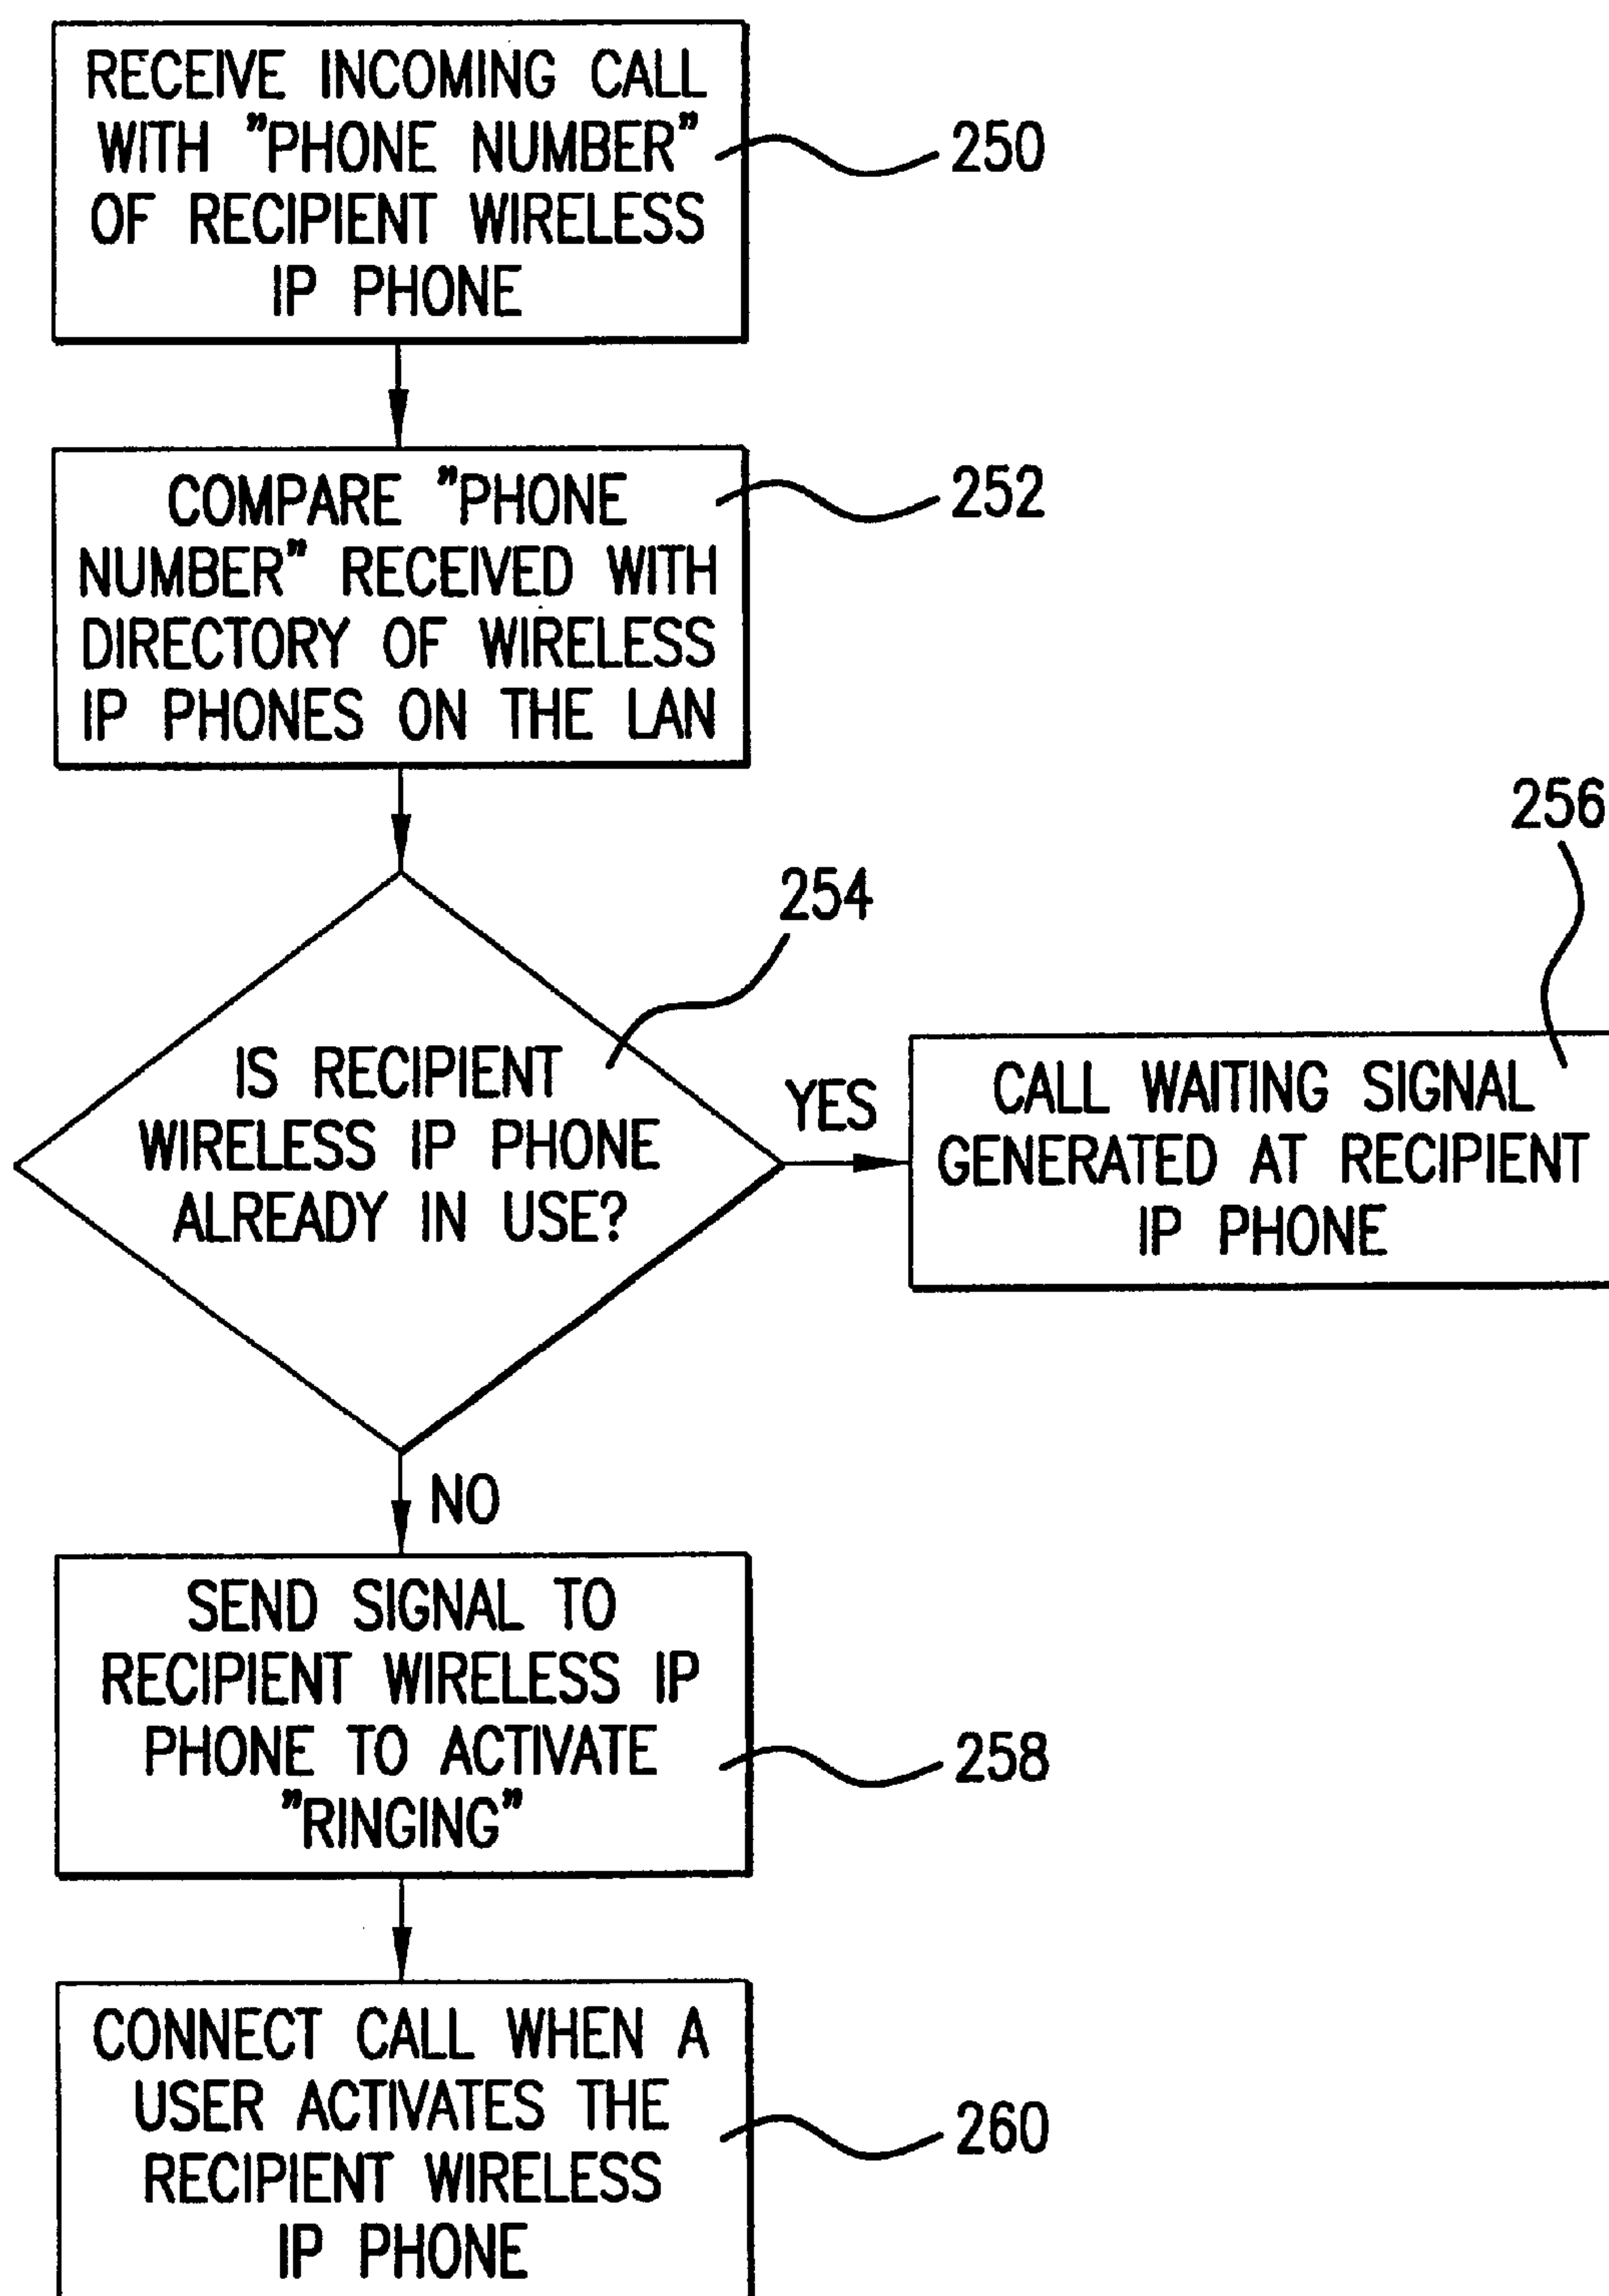 RECEIVE INCOMING CALL
WITH "PHONE NUMBER"
OF RECIPIENT WIRELESS
IP PHONE
250
COMPARE "PHONE
NUMBER" RECEIVED WITH
DIRECTORY OF WIRELESS
IP PHONES ON THE LAN
252
254
256
IS RECIPIENT
WIRELESS IP PHONE
ALREADY IN USE?
YES
CALL WAITING SIGNAL
GENERATED AT RECIPIENT
IP PHONE
NO
SEND SIGNAL TO
RECIPIENT WIRELESS IP
PHONE TO ACTIVATE
"RINGING"
258
CONNECT CALL WHEN A
USER ACTIVATES THE
RECIPIENT WIRELESS
IP PHONE
260